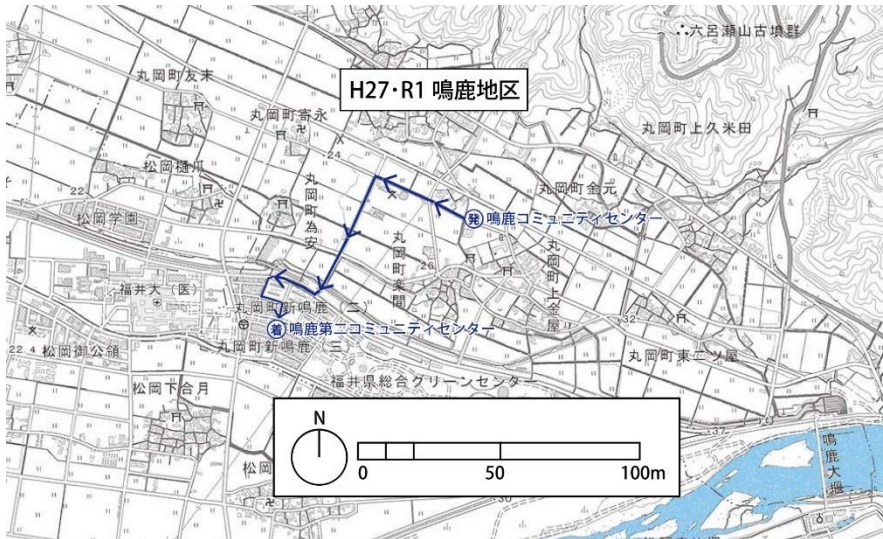 六呂瀬山古墳群
丸岡町友末
H27･R1 鳴鹿地区
丸岡町寄永
丸岡町上久米田
24
松岡樋爪
22
丸岡町金元
松岡学園
丸岡町為安
発 鳴鹿コミュニティセンター
丸岡町楽間
26
丸岡町上金屋
福井大（医）
丸岡町新鳴鹿（二）
32
着 鳴鹿第二コミュニティセンター
22
4
松岡御公領
丸岡町新鳴鹿（三）
丸岡町東二ツ屋
松岡下合月
福井県総合グリーンセンター
37
鳴鹿大堰
N
松岡
0
50
100m
30